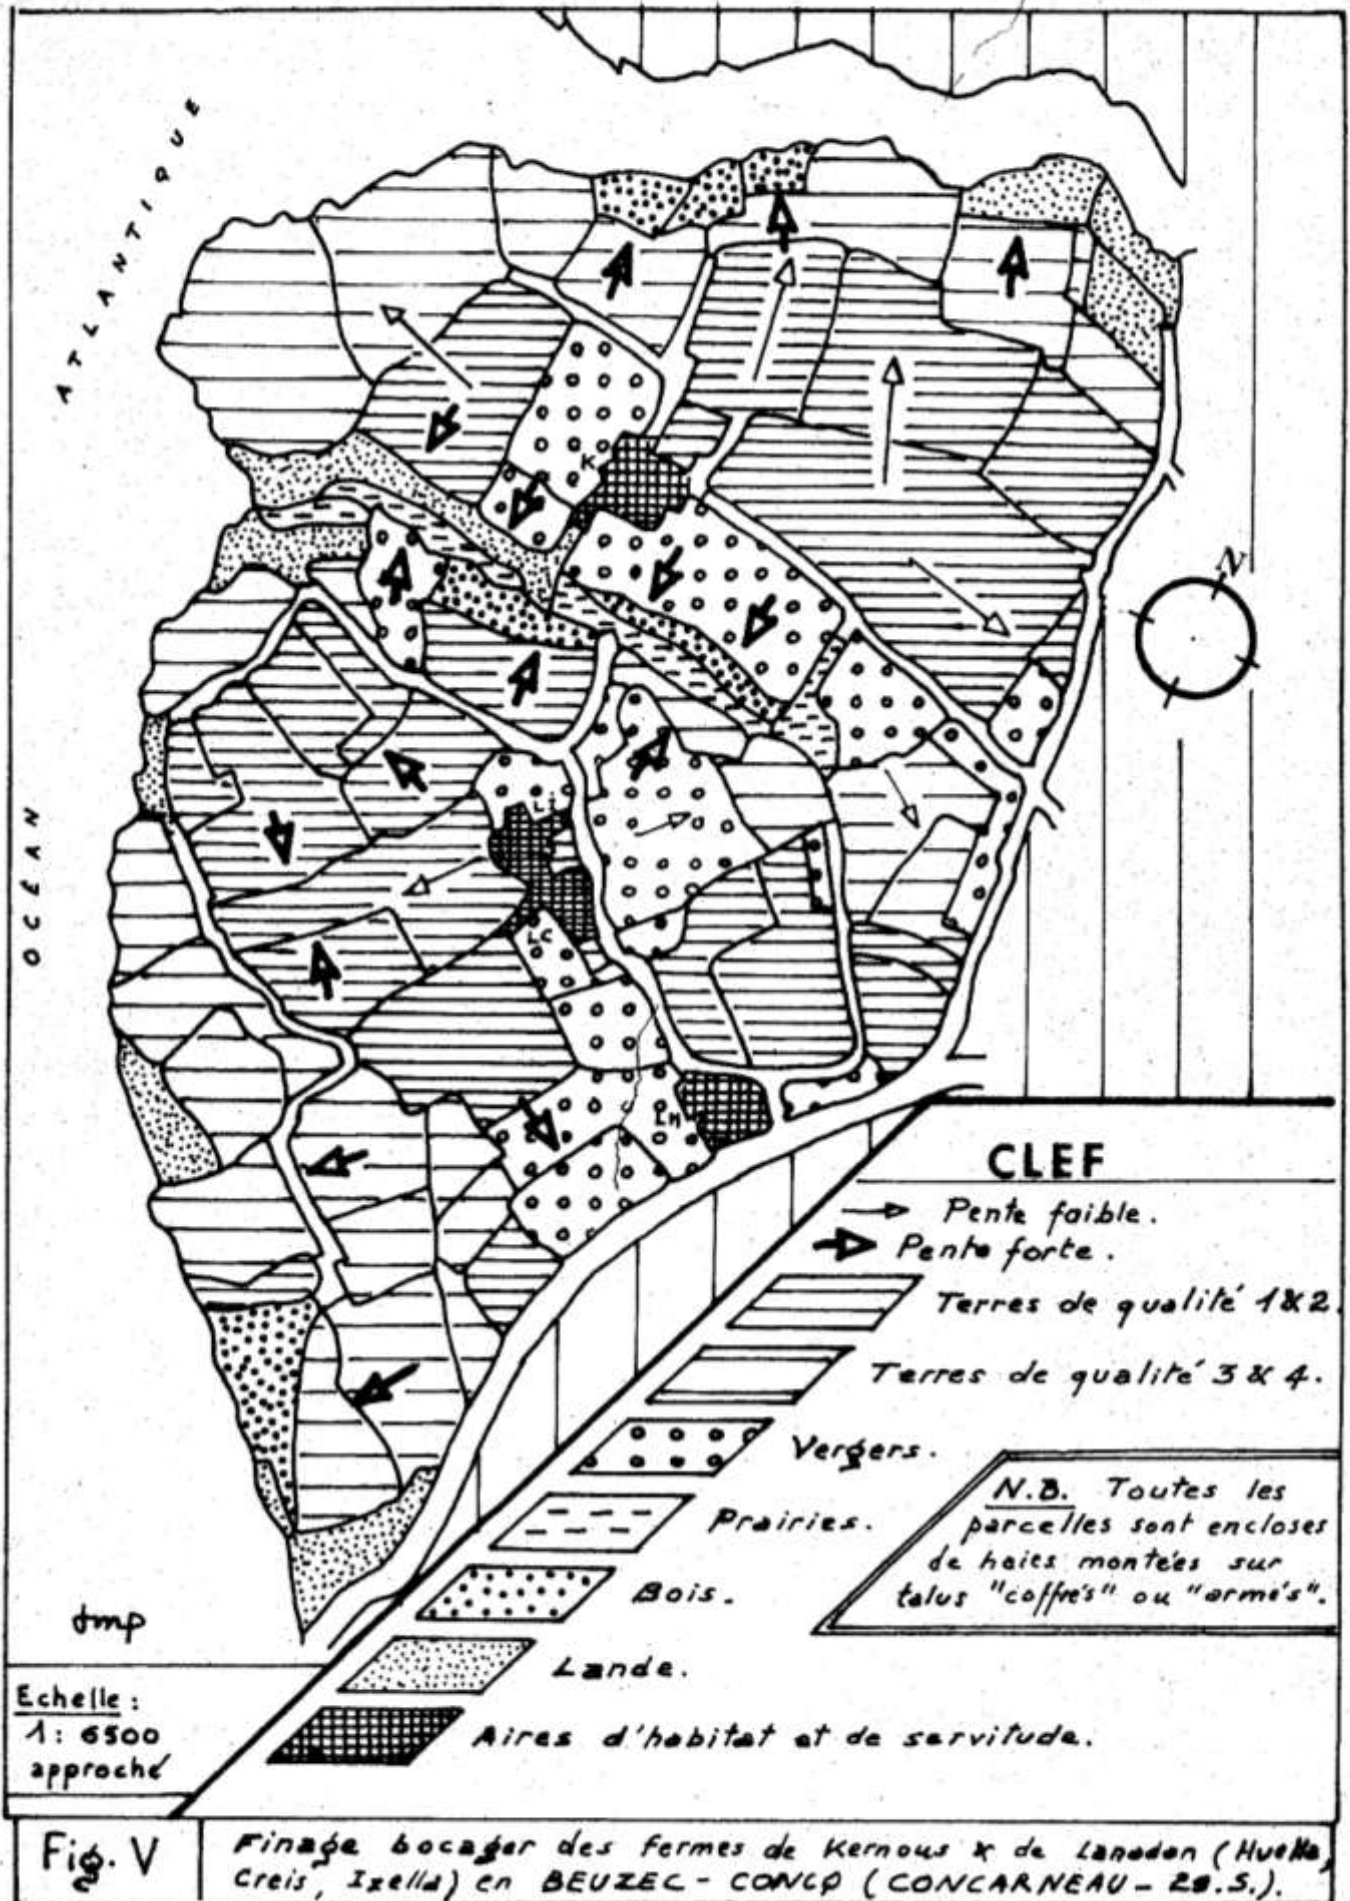 ATLANTIQUE
OCEAN
N
K
Li
LC
LH
CLEF
Pente faible.
Pente forte.
Terres de qualité 1&2.
Terres de qualité 3 & 4.
Vergers.
Prairies.
Bois.
Lande.
Aires d'habitat et de servitude.
N.B. Toutes les
parcelles sont encloses
de haies montées sur
talus "coffrés" ou "armés".
Jmp
Echelle :
1 : 6500
approché
Fig. V
Finage bocager des fermes de Kernous & de Lanadan (Huella,
Creis, Izella) en BEUZEC - CONCQ (CONCARNEAU - 29.S.).